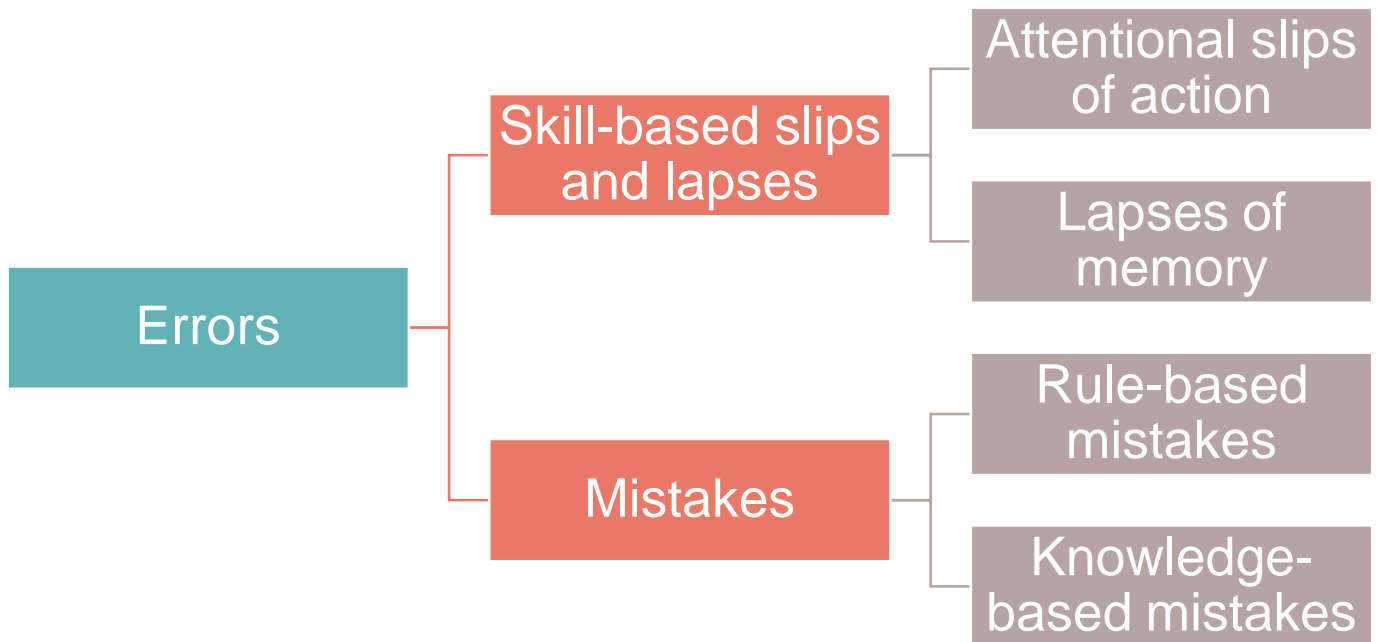 Errors
Skill-based slips
and lapses
Mistakes
Attentional slips
of action
Lapses of
memory
Rule-based
mistakes
Knowledge-
based mistakes